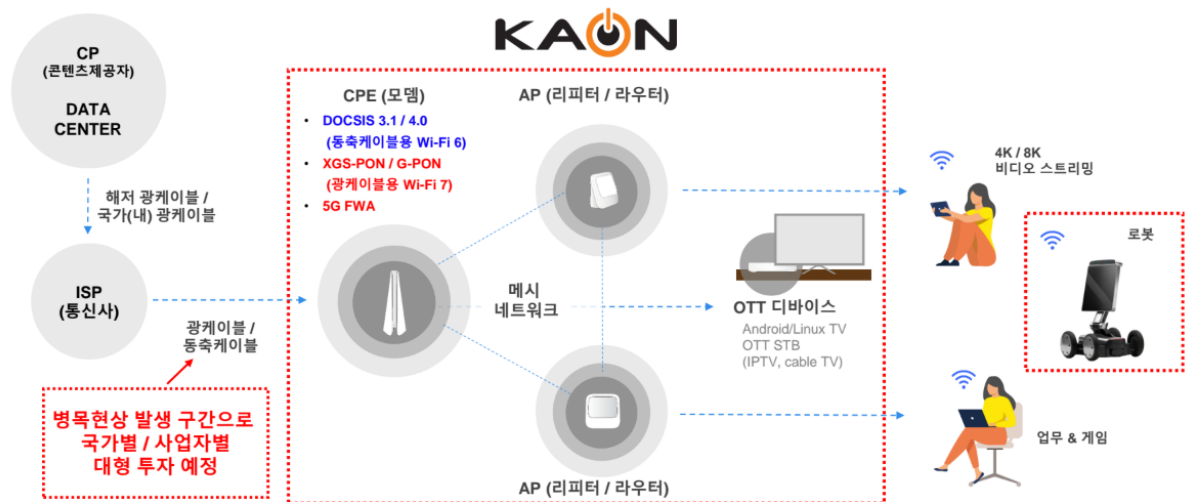 KAON
CP
(콘텐츠제공자)
DATA
CENTER
해저 광케이블 /
국가(내) 광케이블
ISP
(통신사)
광케이블 /
동축케이블
병목현상 발생 구간으로
국가별 / 사업자별
대형 투자 예정
CPE (모뎀)
• DOCSIS 3.1 / 4.0
(동축케이블용 Wi-Fi 6)
• XGS-PON / G-PON
(광케이블용 Wi-Fi 7)
• 5G FWA
AP (리피터 / 라우터)
메시
네트워크
OTT 디바이스
Android/Linux TV
OTT STB
(IPTV, cable TV)
AP (리피터 / 라우터)
4K / 8K
비디오 스트리밍
로봇
업무 & 게임